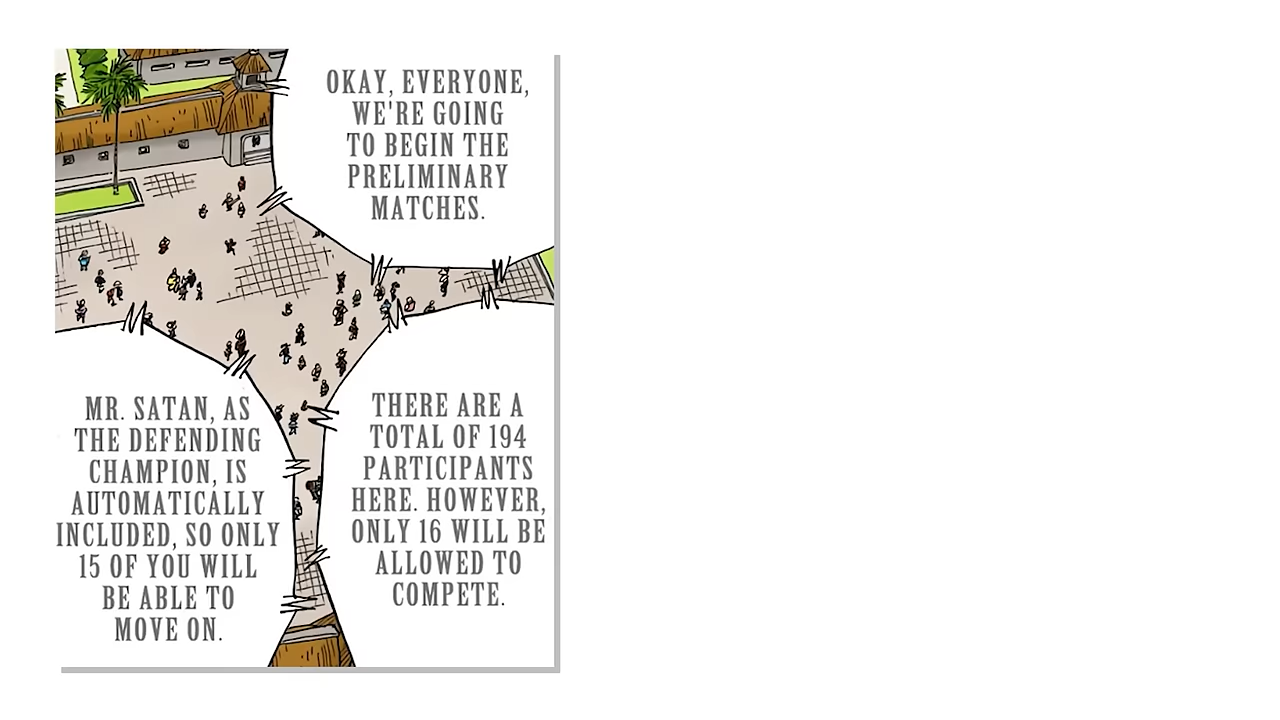 OKAY, EVERYONE,
WE'RE GOING
TO BEGIN THE
PRELIMINARY
MATCHES.
THERE ARE A
TOTAL OF 194
PARTICIPANTS
HERE. HOWEVER,
ONLY 16 WILL BE
ALLOWED TO
COMPETE.
MR. SATAN, AS
THE DEFENDING
CHAMPION, IS
AUTOMATICALLY
INCLUDED, SO ONLY
15 OF YOU WILL
BE ABLE TO
MOVE ON.